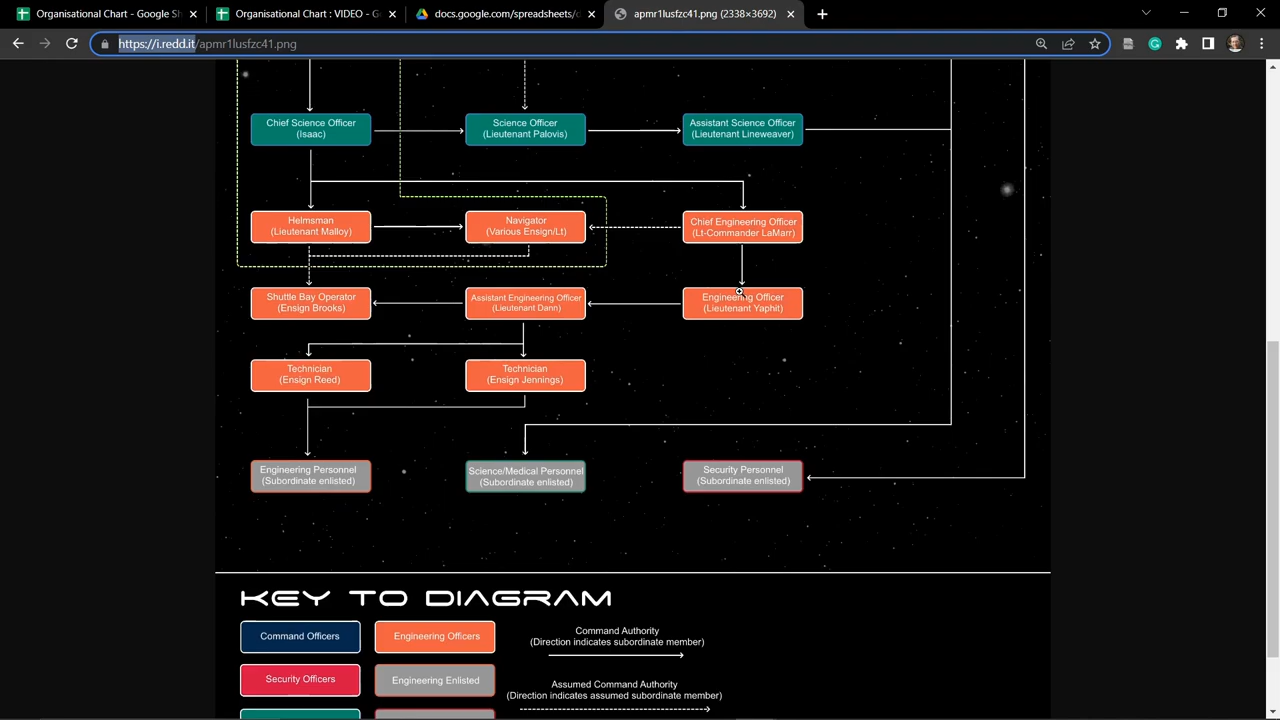 Organisational Chart - Google Sh
Organisational Chart : VIDEO - G
docs.google.com/spreadsheets/
apmr1lusfzc41.png (2338×3692)
https://i.redd.it/apmr1lusfzc41.png
Chief Science Officer
(Isaac)
Science Officer
(Lieutenant Palovis)
Assistant Science Officer
(Lieutenant Lineweaver)
Helmsman
(Lieutenant Malloy)
Navigator
(Various Ensign/Lt)
Chief Engineering Officer
(Lt-Commander LaMarr)
Shuttle Bay Operator
(Ensign Brooks)
Assistant Engineering Officer
(Lieutenant Dann)
Engineering Officer
(Lieutenant Yaphit)
Technician
(Ensign Reed)
Technician
(Ensign Jennings)
Engineering Personnel
(Subordinate enlisted)
Science/Medical Personnel
(Subordinate enlisted)
Security Personnel
(Subordinate enlisted)
KEY TO DIAGRAM
Command Officers
Engineering Officers
Command Authority
(Direction indicates subordinate member)
Security Officers
Engineering Enlisted
Assumed Command Authority
(Direction indicates assumed subordinate member)